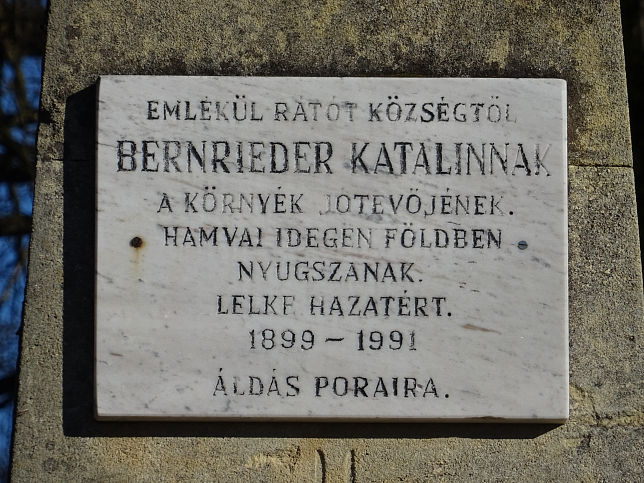 EMLÉKÜL RÁTÓT KÖZSÉGTŐL
BERNRIEDER KATALINNAK
A KÖRNYÉK JÓTEVŐJÉNEK.
HAMVAI IDEGEN FÖLDBEN
NYUGSZANAK.
LELKE HAZATÉRT.
1899 – 1991
ÁLDÁS PORAIRA.